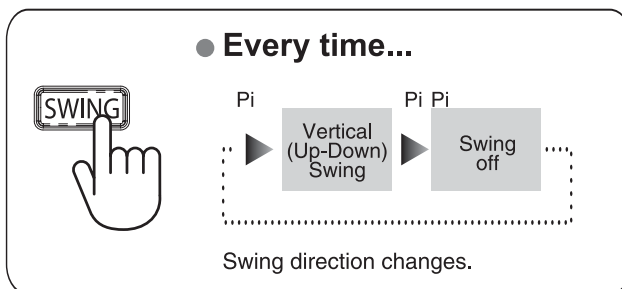 Every time...
SWING
Pi
Pi Pi
Vertical
(Up-Down)
Swing
Swing
off
Swing direction changes.